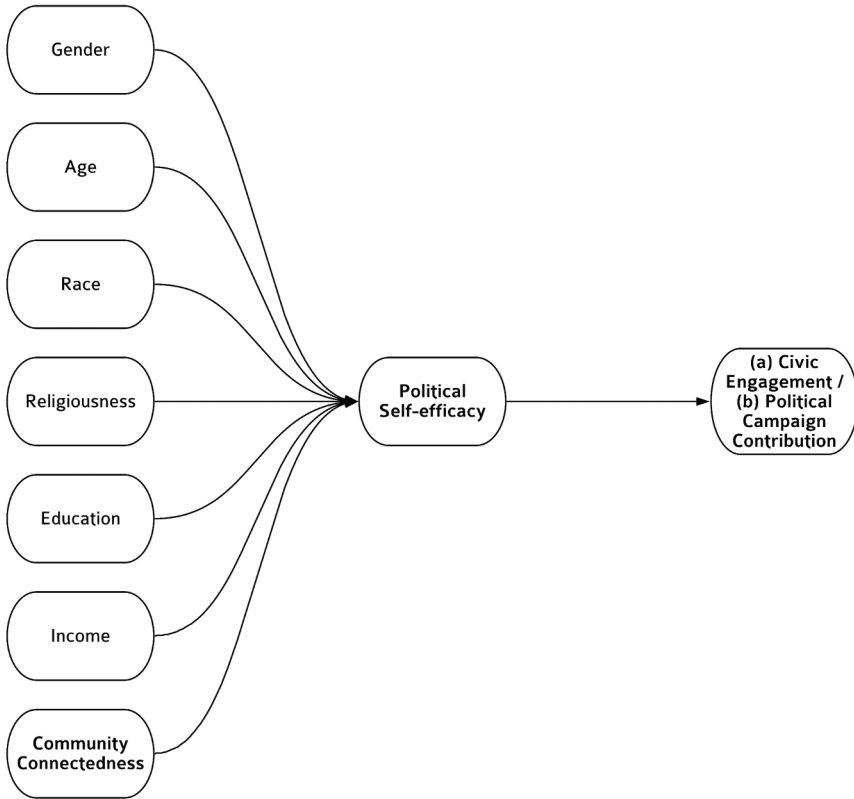 Gender
Age
Race
Religiousness
Education
Income
Community
Connectedness
Political
Self-efficacy
(a) Civic
Engagement /
(b) Political
Campaign
Contribution